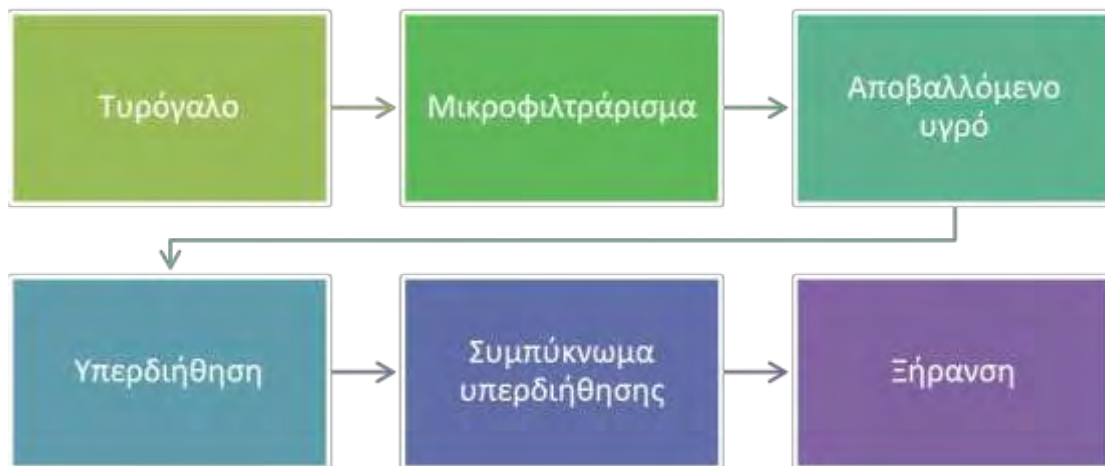 Τυρόγαλο
Μικροφιλτράρισμα
Αποβαλλόμενο
υγρό
Υπερδιήθηση
Συμπύκνωμα
υπερδιήθησης
Ξήρανση